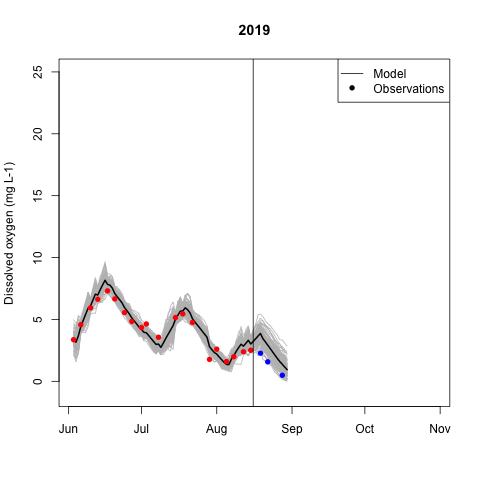 2019
Model
Observations
Dissolved oxygen (mg L-1)
25
20
15
10
5
0
Jun Jul Aug Sep Oct Nov